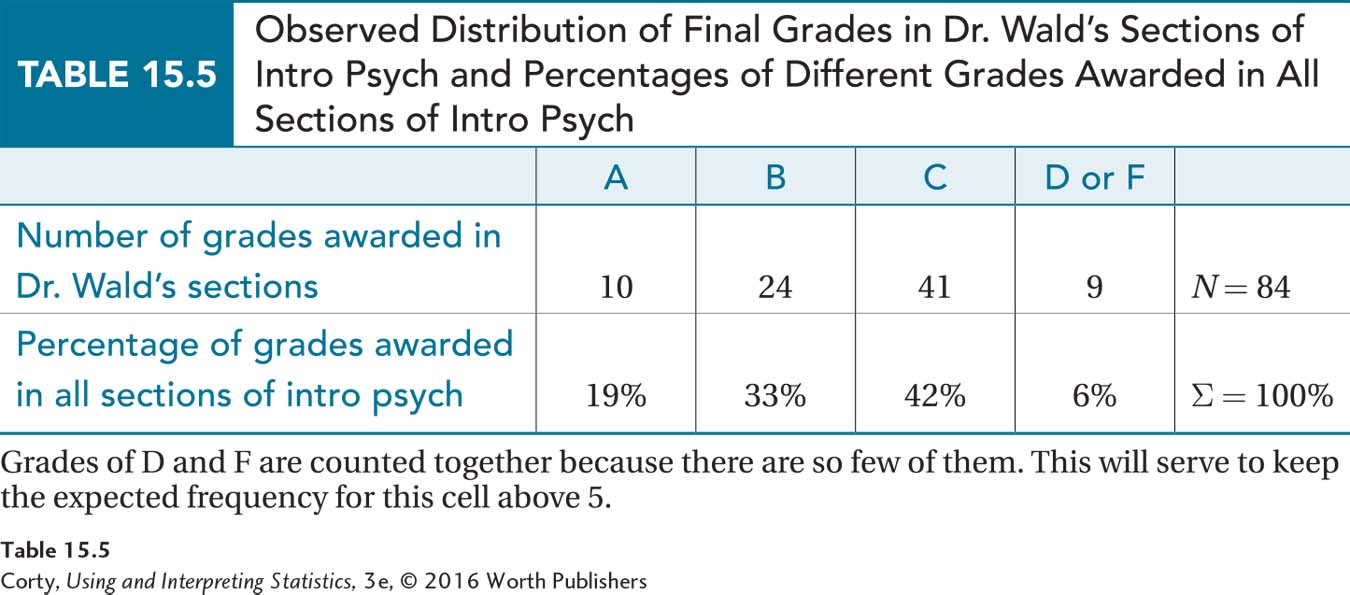 TABLE 15.5
Observed Distribution of Final Grades in Dr. Wald’s Sections of
Intro Psych and Percentages of Different Grades Awarded in All
Sections of Intro Psych
A B C D or F
Number of grades awarded in
Dr. Wald’s sections 10 24 41 9 N = 84
Percentage of grades awarded
in all sections of intro psych 19% 33% 42% 6% Σ = 100%
Grades of D and F are counted together because there are so few of them. This will serve to keep
the expected frequency for this cell above 5.
Table 15.5
Corty, Using and Interpreting Statistics, 3e, © 2016 Worth Publishers